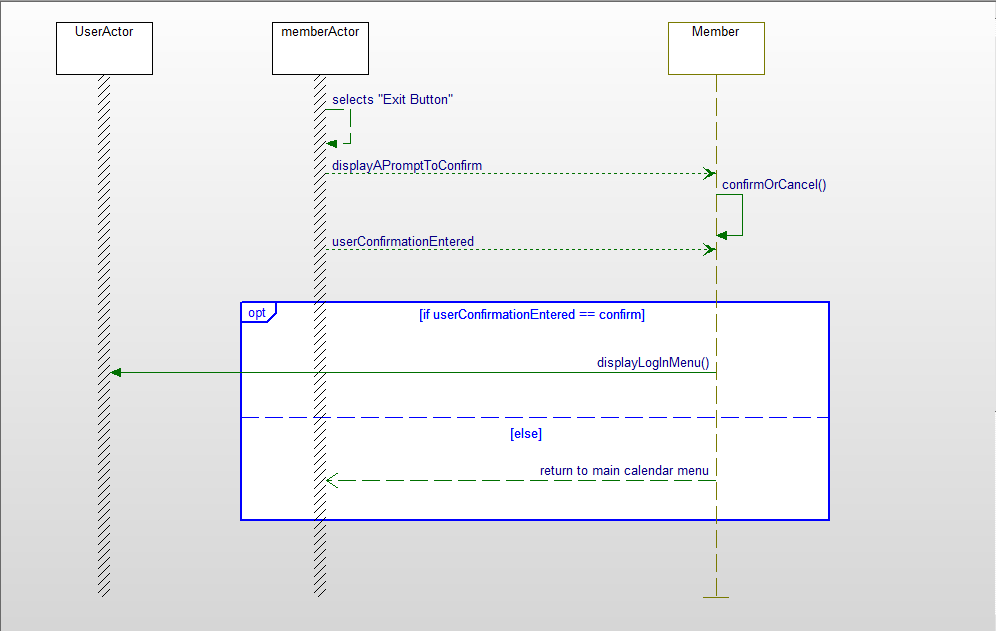 UserActor
memberActor
Member
selects "Exit Button"
displayAPromptToConfirm
confirmOrCancel()
userConfirmationEntered
opt
[if userConfirmationEntered == confirm]
displayLogInMenu()
[else]
return to main calendar menu